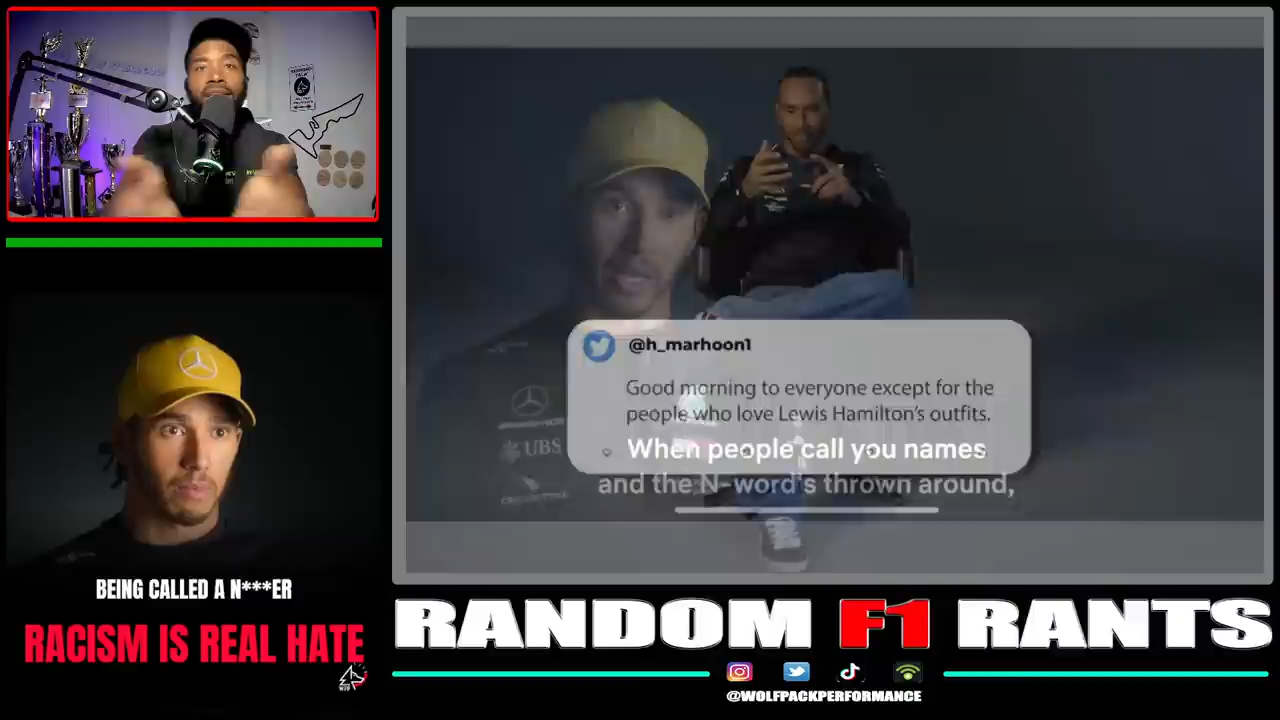 @h_marhoon1
Good morning to everyone except for the
people who love Lewis Hamilton's outfits.
When people call you names
and the N-word's thrown around,
UBS
BEING CALLED A N***ER
RACISM IS REAL HATE
RANDOM F1 RANTS
@WOLFPACKPERFORMANCE